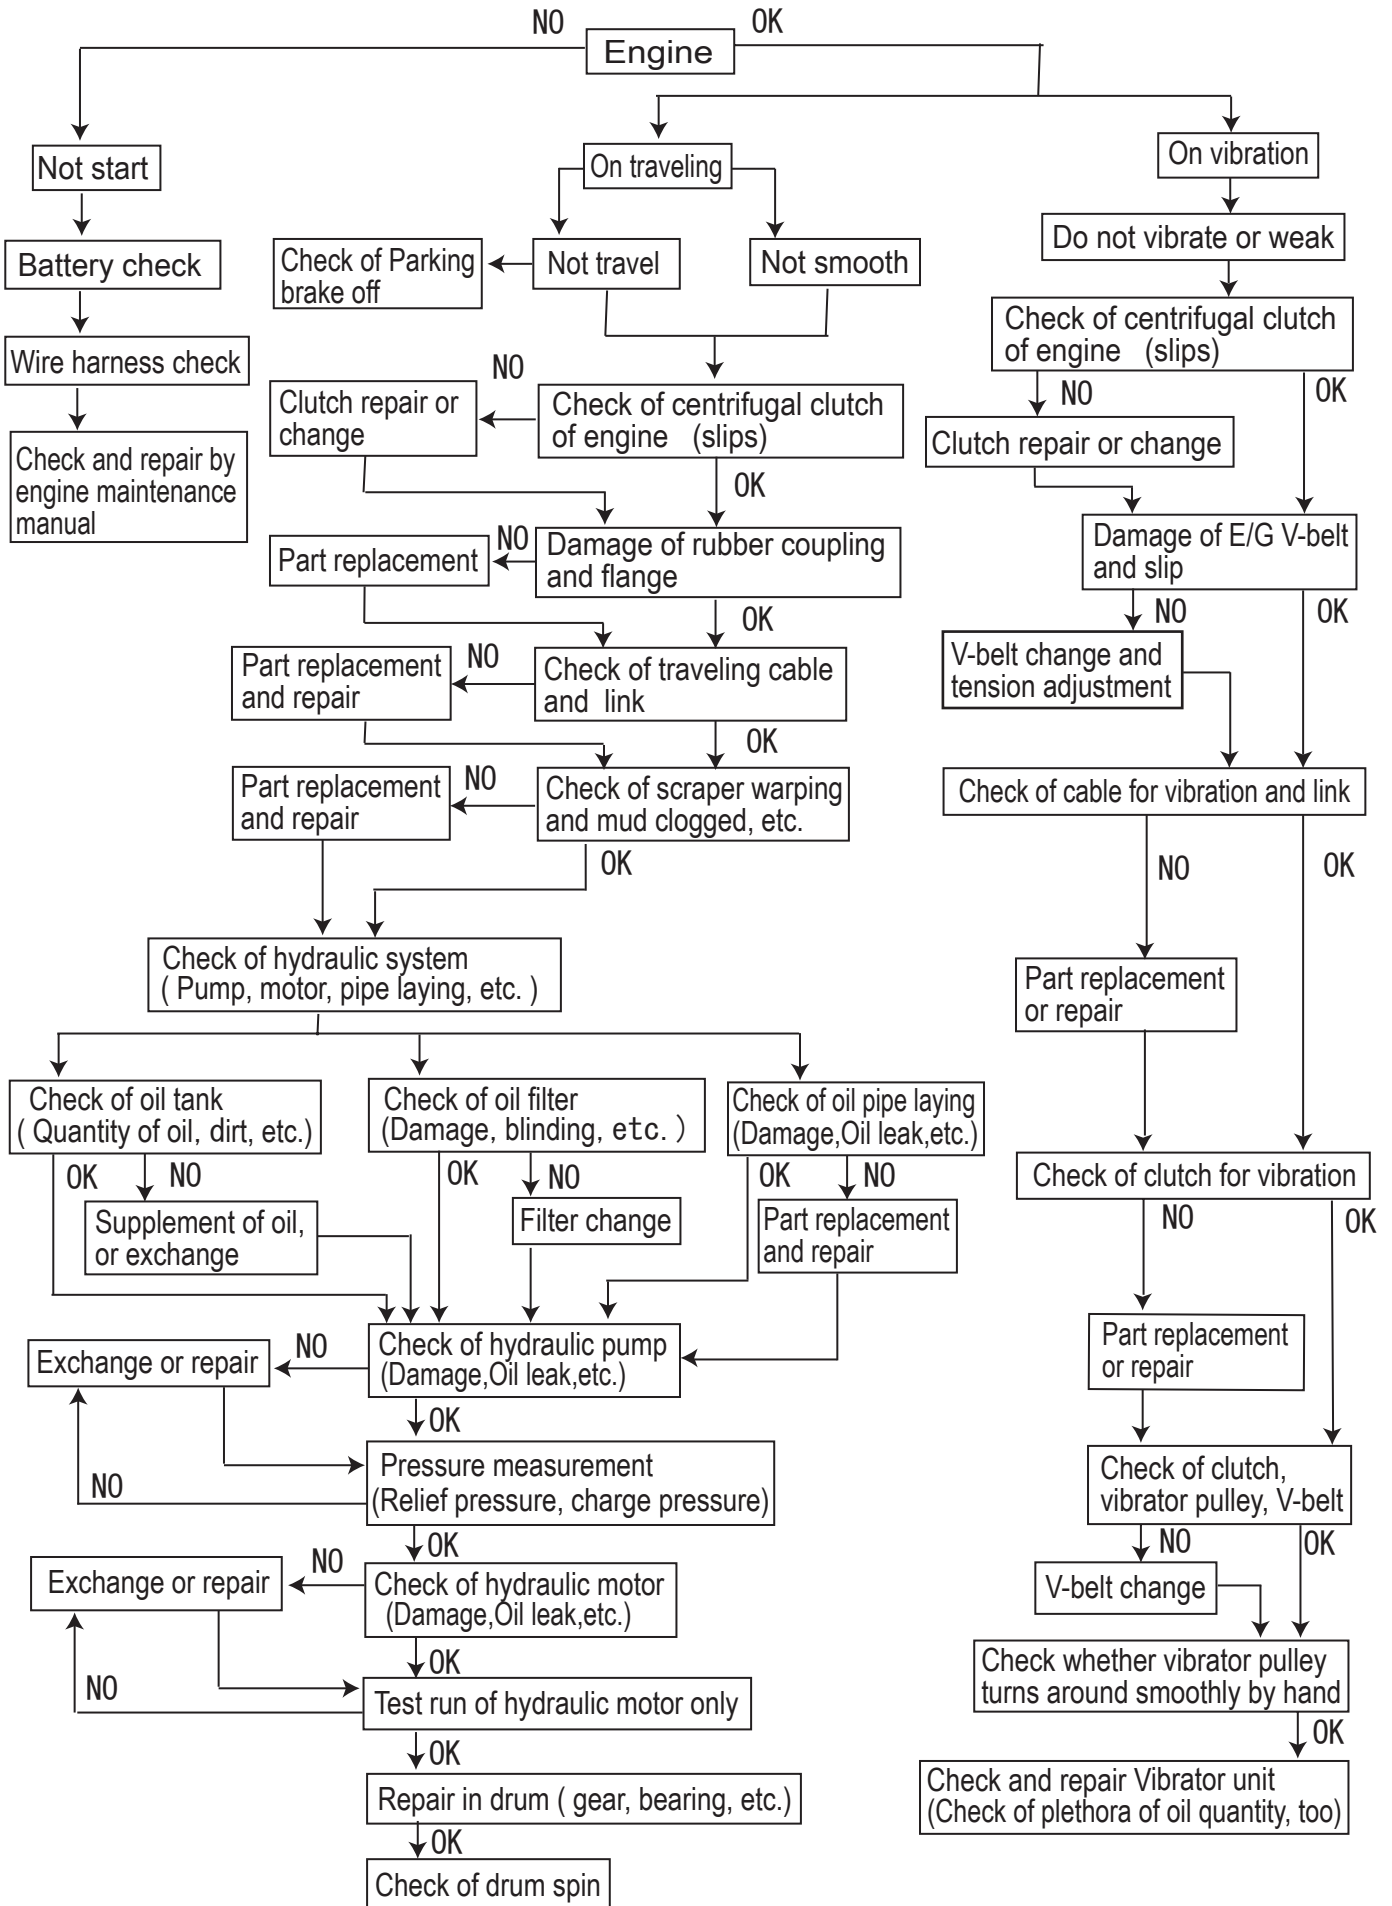 NO
OK
Engine
Not start
On traveling
On vibration
Battery check
Check of Parking
brake off
Not travel
Not smooth
Do not vibrate or weak
Wire harness check
Check of centrifugal clutch
of engine (slips)
NO
OK
Check and repair by
engine maintenance
manual
Clutch repair or
change
NO
Check of centrifugal clutch
of engine (slips)
OK
Clutch repair or change
Part replacement
NO
Damage of rubber coupling
and flange
OK
Damage of E/G V-belt
and slip
NO
OK
Part replacement
and repair
NO
Check of traveling cable
and link
OK
V-belt change and
tension adjustment
Part replacement
and repair
NO
Check of scraper warping
and mud clogged, etc.
OK
Check of cable for vibration and link
NO
OK
Check of hydraulic system
( Pump, motor, pipe laying, etc. )
Part replacement
or repair
Check of oil tank
( Quantity of oil, dirt, etc.)
OK
NO
Check of oil filter
(Damage, blinding, etc. )
OK
NO
Check of oil pipe laying
(Damage,Oil leak,etc.)
OK
NO
Check of clutch for vibration
NO
OK
Supplement of oil,
or exchange
Filter change
Part replacement
and repair
Exchange or repair
NO
Check of hydraulic pump
(Damage,Oil leak,etc.)
OK
Part replacement
or repair
NO
Pressure measurement
(Relief pressure, charge pressure)
OK
Check of clutch,
vibrator pulley, V-belt
NO
OK
Exchange or repair
NO
Check of hydraulic motor
(Damage,Oil leak,etc.)
OK
V-belt change
NO
Test run of hydraulic motor only
OK
Check whether vibrator pulley
turns around smoothly by hand
OK
Repair in drum ( gear, bearing, etc.)
OK
Check and repair Vibrator unit
(Check of plethora of oil quantity, too)
Check of drum spin